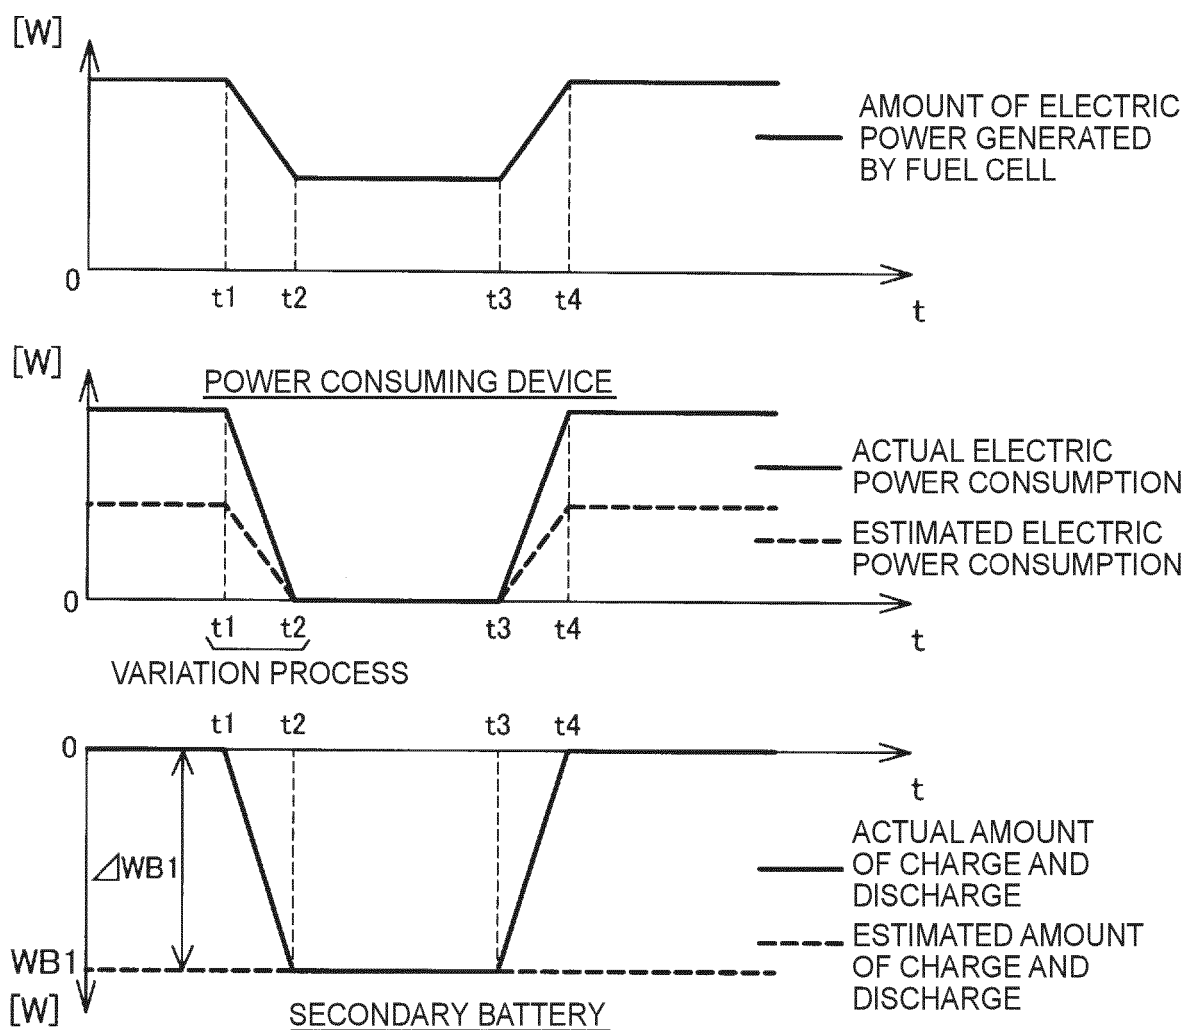 [W]
AMOUNT OF ELECTRIC
POWER GENERATED
BY FUEL CELL
0
t1 t2 t3 t4
t
[W]
POWER CONSUMING DEVICE
ACTUAL ELECTRIC
POWER CONSUMPTION
ESTIMATED ELECTRIC
POWER CONSUMPTION
0
t1 t2 t3 t4
t
VARIATION PROCESS
t1 t2 t3 t4
0
t
⊿WB1
ACTUAL AMOUNT
OF CHARGE AND
DISCHARGE
ESTIMATED AMOUNT
OF CHARGE AND
DISCHARGE
WB1
[W]
SECONDARY BATTERY